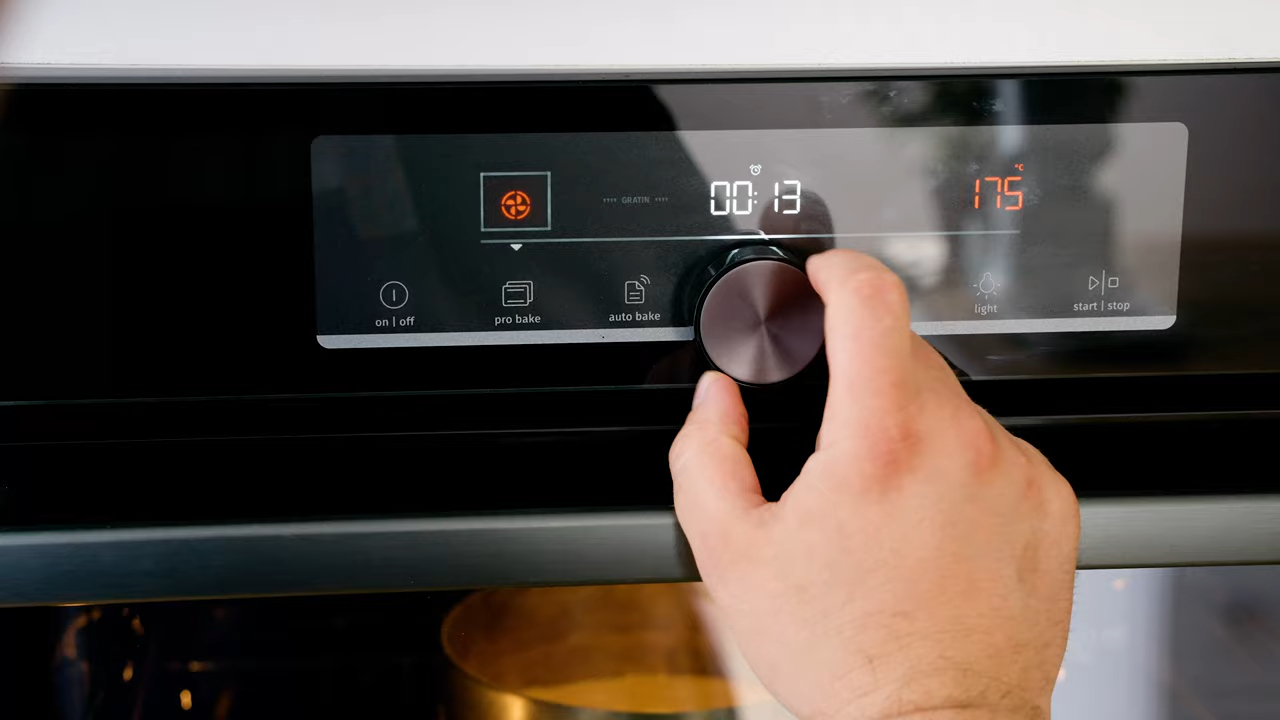 GRATIN
00:13
175
°C
on | off
pro bake
auto bake
light
start | stop